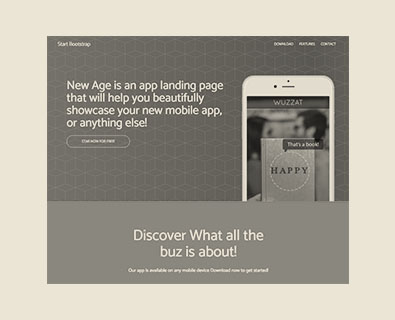 Start Bootstrap
DOWNLOAD FEATURES CONTACT
New Age is an app landing page
that will help you beautifully
showcase your new mobile app,
or anything else!
START NOW FOR FREE!
WUZZAT
That's a book!
HAPPY
Discover What all the
buz is about!
Our app is available on any mobile device Download now to get started!